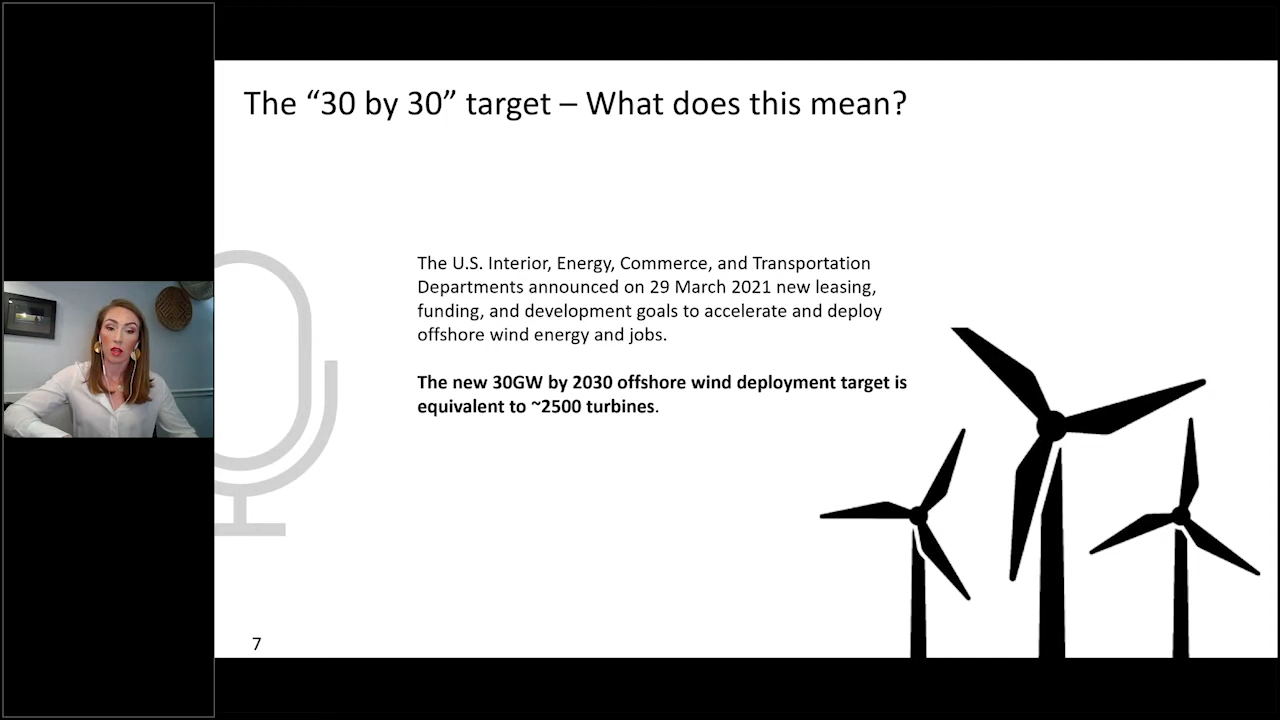 The “30 by 30” target – What does this mean?
The U.S. Interior, Energy, Commerce, and Transportation
Departments announced on 29 March 2021 new leasing,
funding, and development goals to accelerate and deploy
offshore wind energy and jobs.
The new 30GW by 2030 offshore wind deployment target is
equivalent to ~2500 turbines.
7